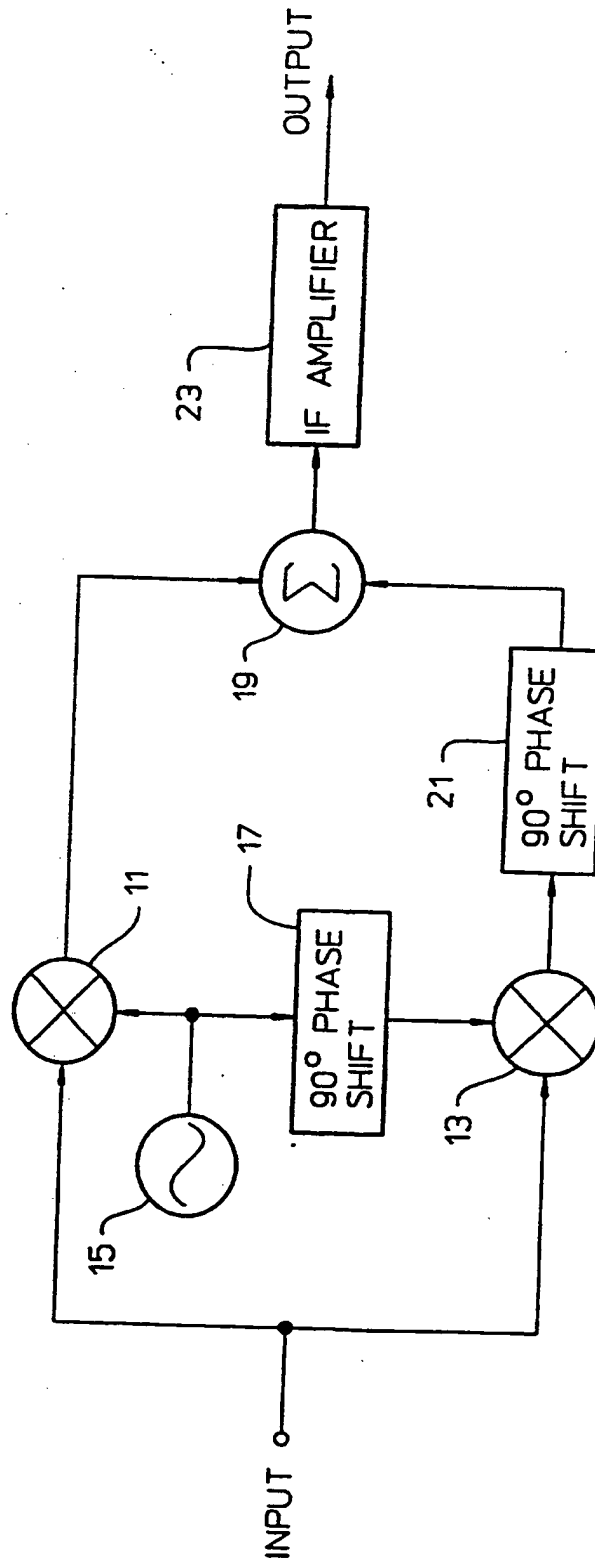 INPUT
15
11
17
90° PHASE
SHIFT
13
19
21
90° PHASE
SHIFT
23
IF AMPLIFIER
OUTPUT
Σ